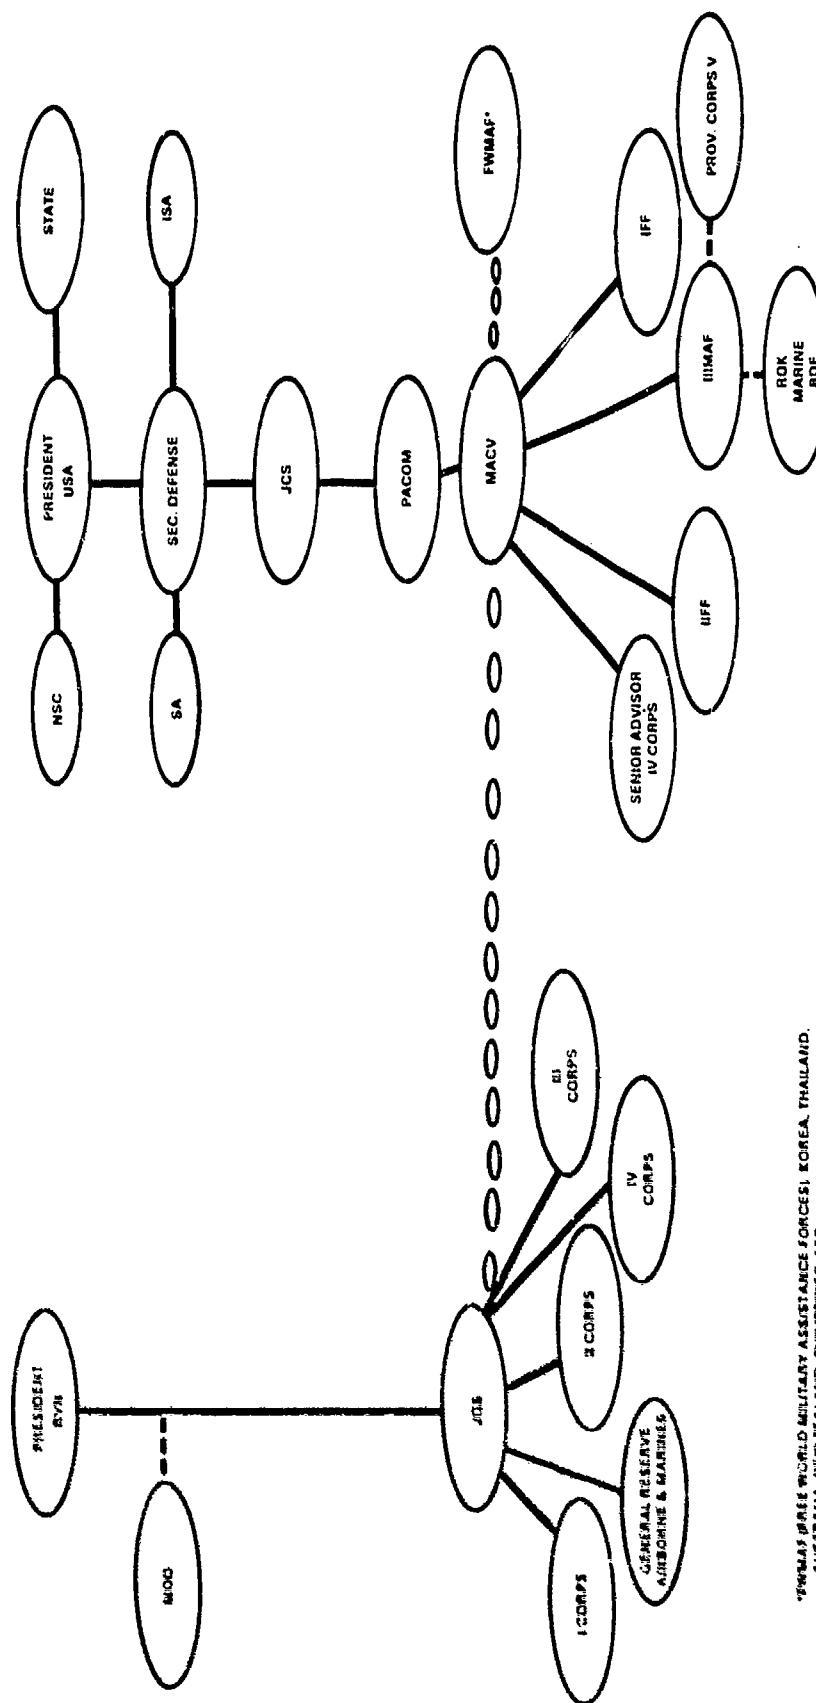 PRESIDENT
RVN
MOD
JGS
I CORPS
GENERAL RESERVE
AIRBORNE & MARINES
II CORPS
IV
CORPS
III
CORPS
NSC
PRESIDENT
USA
STATE
SA
SEC. DEFENSE
ISA
JCS
PACOM
MACV
FWMAF*
SENIOR ADVISOR
IV CORPS
IIFF
IIIMAF
IFF
PROV. CORPS V
ROK
MARINE
BDE
*FWMAF (FREE WORLD MILITARY ASSISTANCE FORCES), KOREA, THAILAND,